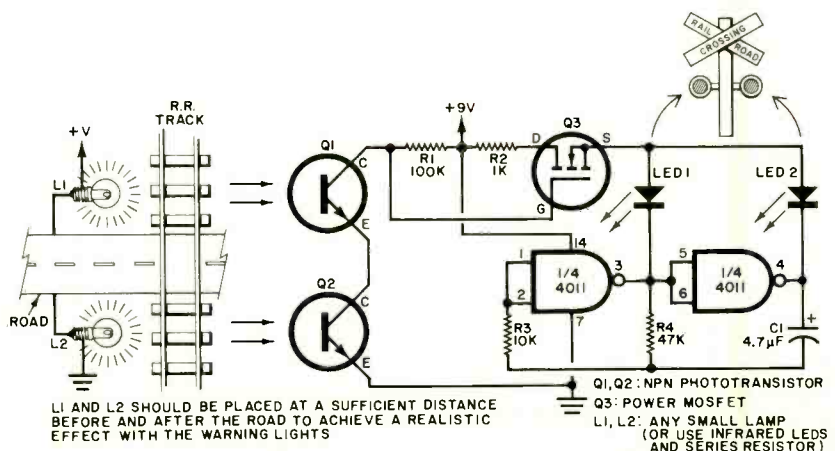 RAIL
ROAD
CROSSING
R.R.
TRACK
+V
L1
ROAD
L2
Q1
C
E
Q2
C
E
+9V
R1
100K
R2
1K
Q3
D
S
G
LED 1
LED 2
14
1
2
1/4
4011
3
7
5
6
1/4
4011
4
R3
10K
R4
47K
C1
4.7µF
+
L1 AND L2 SHOULD BE PLACED AT A SUFFICIENT DISTANCE
BEFORE AND AFTER THE ROAD TO ACHIEVE A REALISTIC
EFFECT WITH THE WARNING LIGHTS
Q1,Q2: NPN PHOTOTRANSISTOR
Q3: POWER MOSFET
L1, L2: ANY SMALL LAMP
(OR USE INFRARED LEDS
AND SERIES RESISTOR)